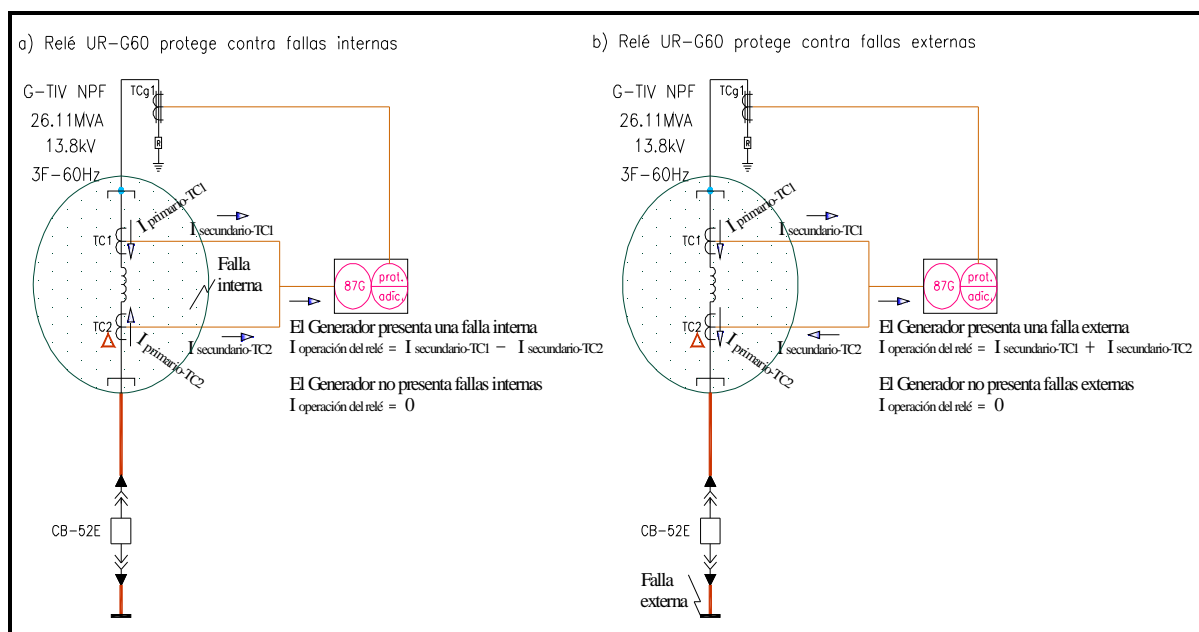 a) Relé UR-G60 protege contra fallas internas
G-TIV NPF
26.11MVA
13.8kV
3F-60Hz
TCg1
R
I primario-TC1
I secundario-TC1
TC1
Falla
interna
87G
prot.
adic.
TC2
I secundario-TC2
I primario-TC2
El Generador presenta una falla interna
I operación del relé = I secundario-TC1 - I secundario-TC2
El Generador no presenta fallas internas
I operación del relé = 0
CB-52E
b) Relé UR-G60 protege contra fallas externas
G-TIV NPF
26.11MVA
13.8kV
3F-60Hz
TCg1
R
I primario-TC1
I secundario-TC1
TC1
87G
prot.
adic.
TC2
I secundario-TC2
I primario-TC2
El Generador presenta una falla externa
I operación del relé = I secundario-TC1 + I secundario-TC2
El Generador no presenta fallas externas
I operación del relé = 0
CB-52E
Falla
externa